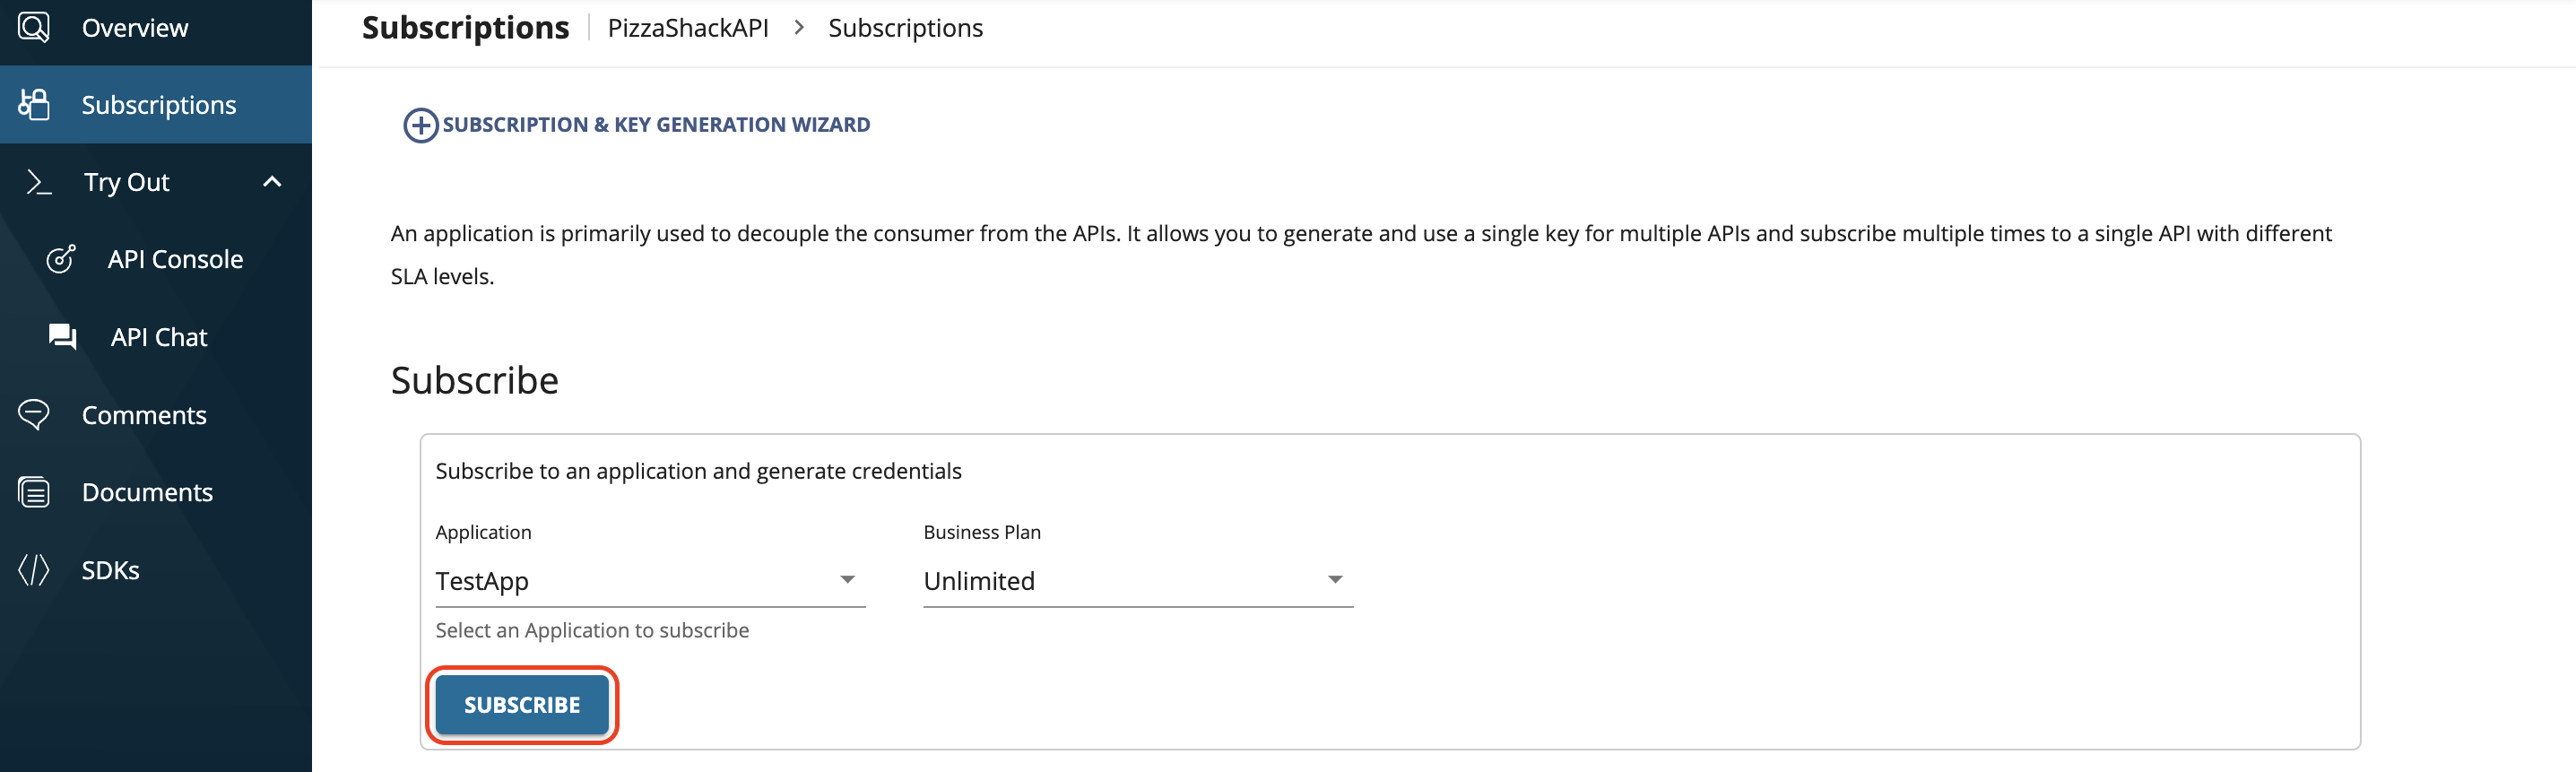 Overview
Subscriptions
Try Out
API Console
API Chat
Comments
Documents
SDKs
Subscriptions PizzaShackAPI > Subscriptions
SUBSCRIPTION & KEY GENERATION WIZARD
An application is primarily used to decouple the consumer from the APIs. It allows you to generate and use a single key for multiple APIs and subscribe multiple times to a single API with different
SLA levels.
Subscribe
Subscribe to an application and generate credentials
Application Business Plan
TestApp Unlimited
Select an Application to subscribe
SUBSCRIBE